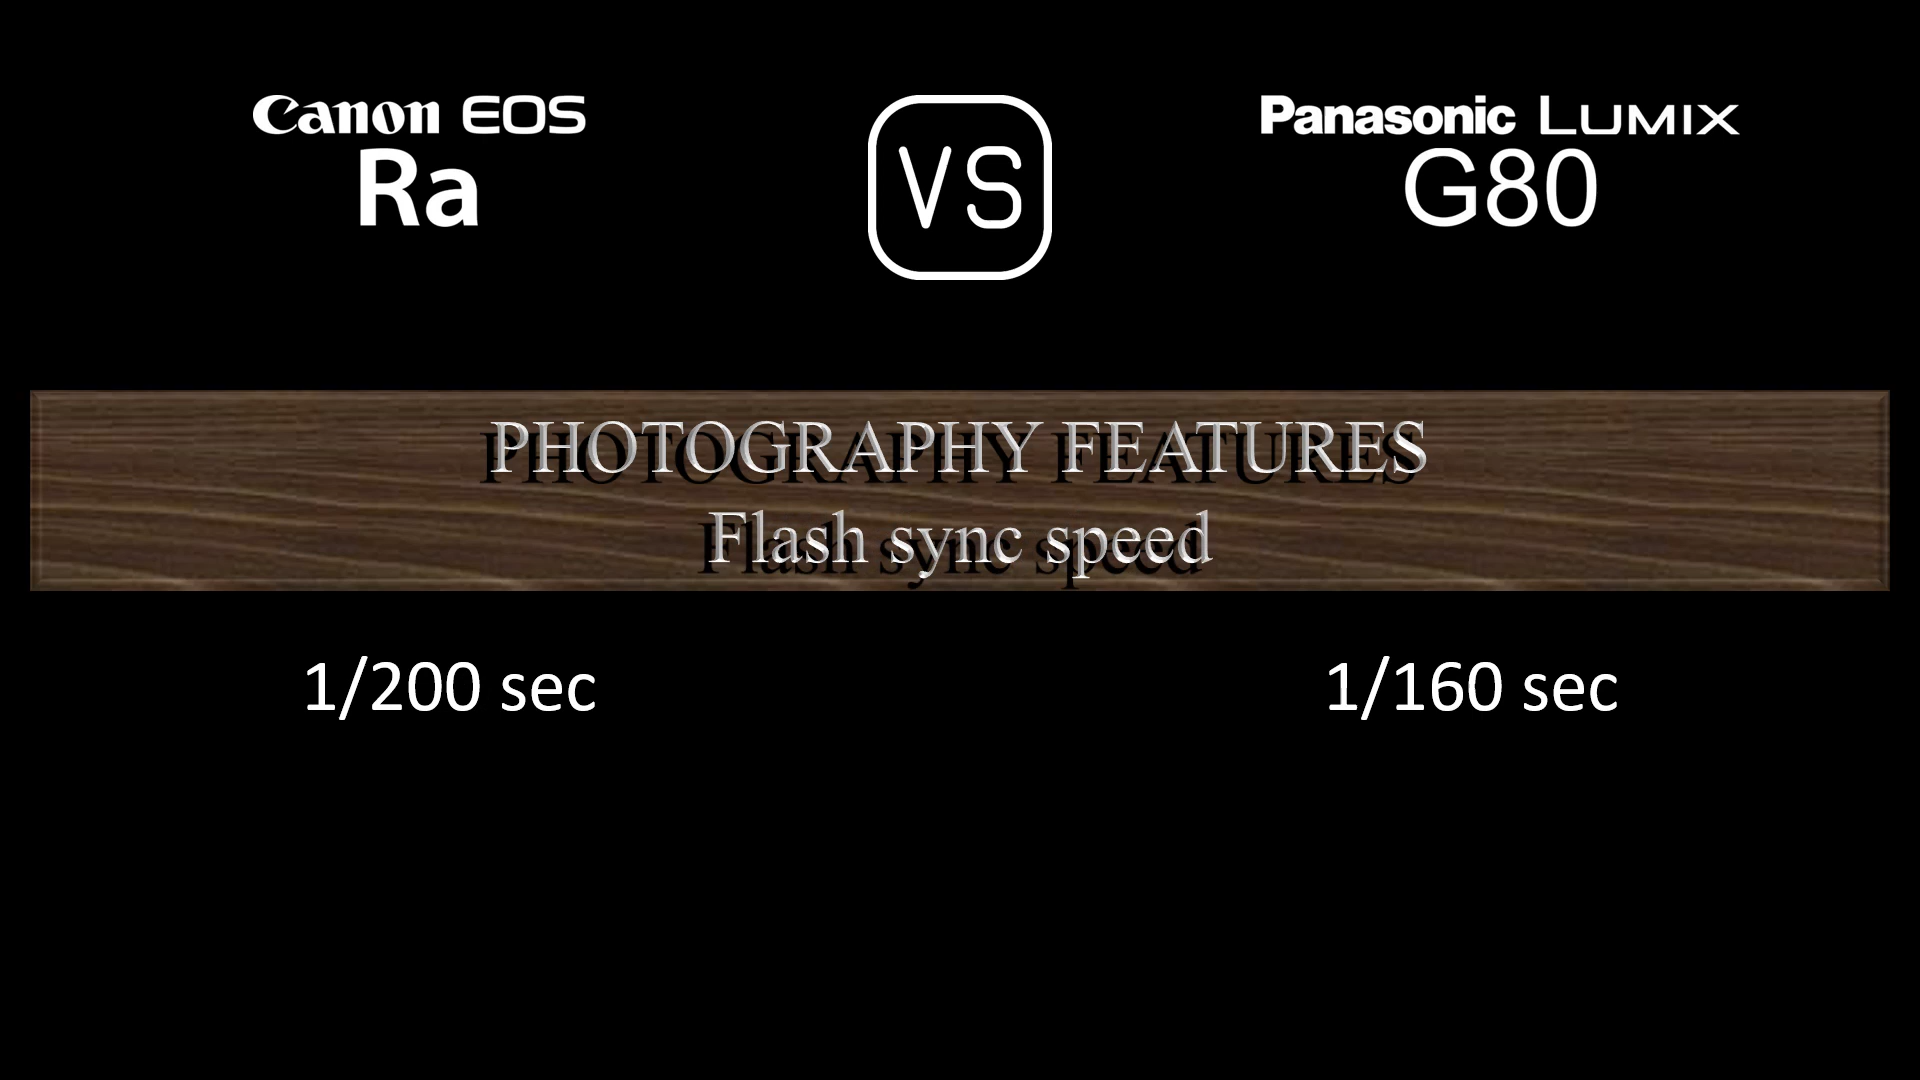 Canon EOS
Ra
VS
Panasonic LUMIX
G80
PHOTOGRAPHY FEATURES
Flash sync speed
1/200 sec
1/160 sec